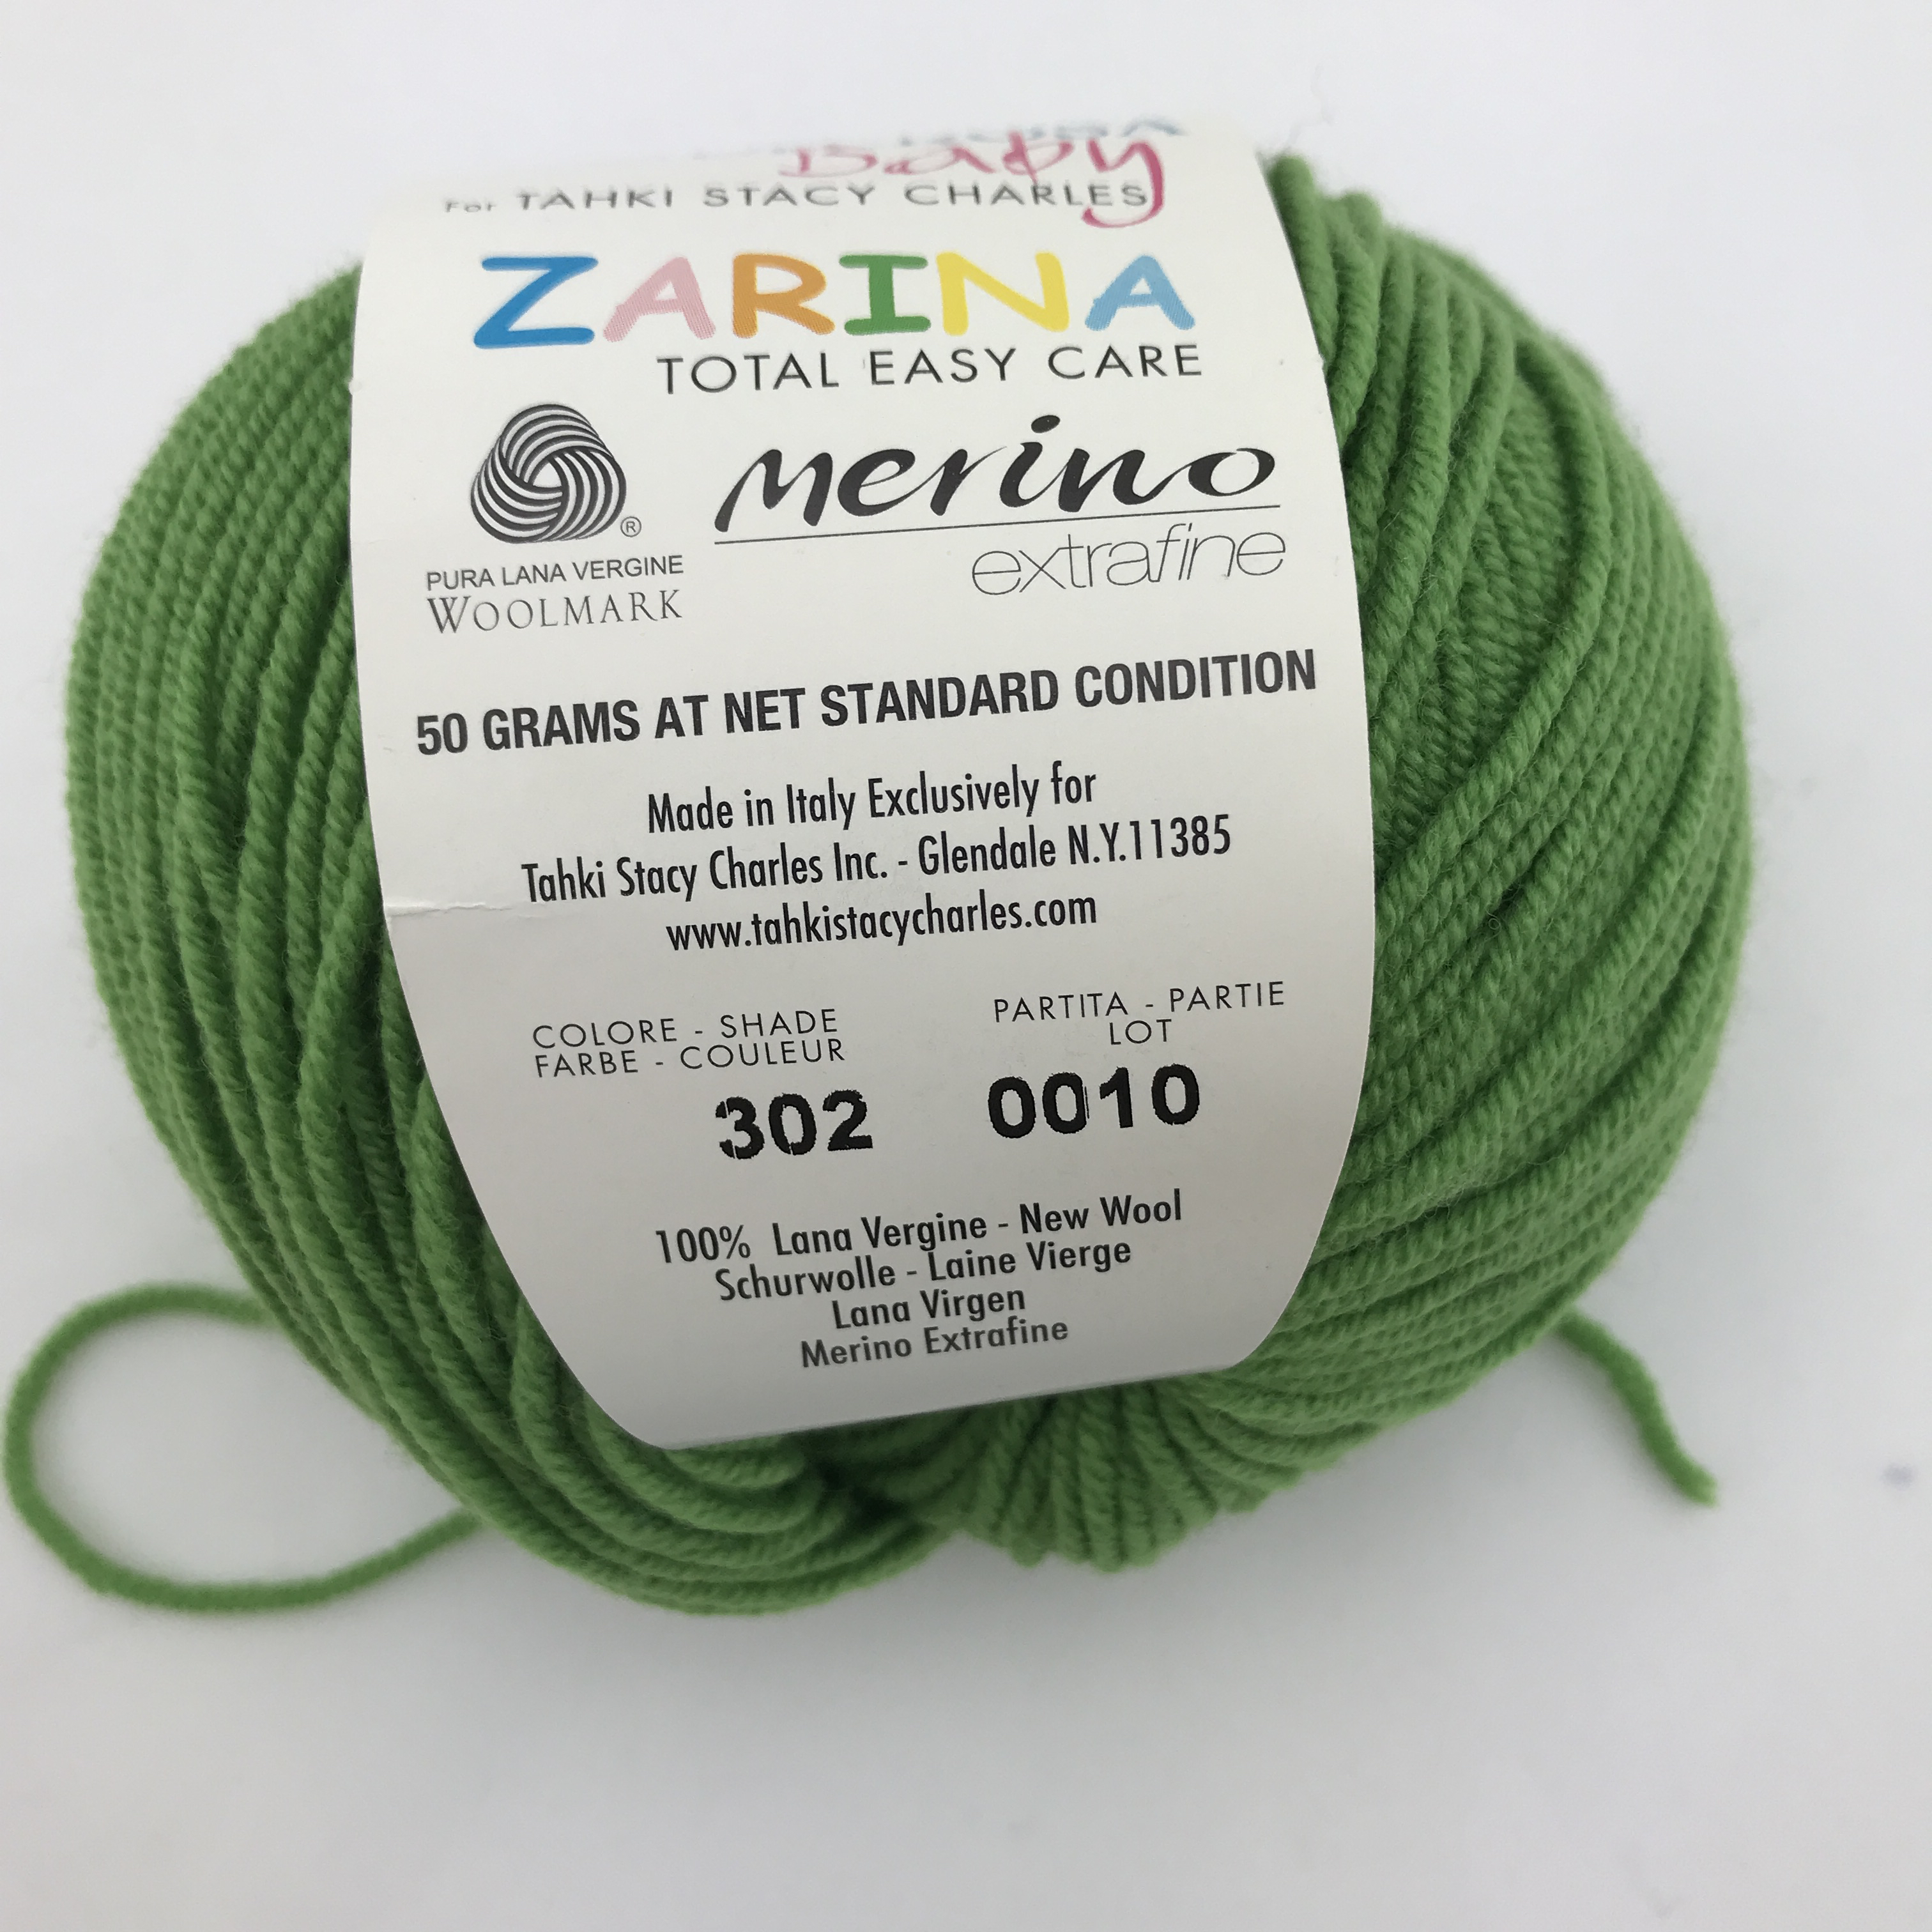 Baby
For TAHKI STACY CHARLES
ZARINA
TOTAL EASY CARE
merino
extrafine
®
PURA LANA VERGINE
WOOLMARK
50 GRAMS AT NET STANDARD CONDITION
Made in Italy Exclusively for
Tahki Stacy Charles Inc. - Glendale N.Y.11385
www.tahkistacycharles.com
COLORE - SHADE
FARBE - COULEUR
302
PARTITA - PARTIE
LOT
0010
100% Lana Vergine - New Wool
Schurwolle - Laine Vierge
Lana Virgen
Merino Extrafine